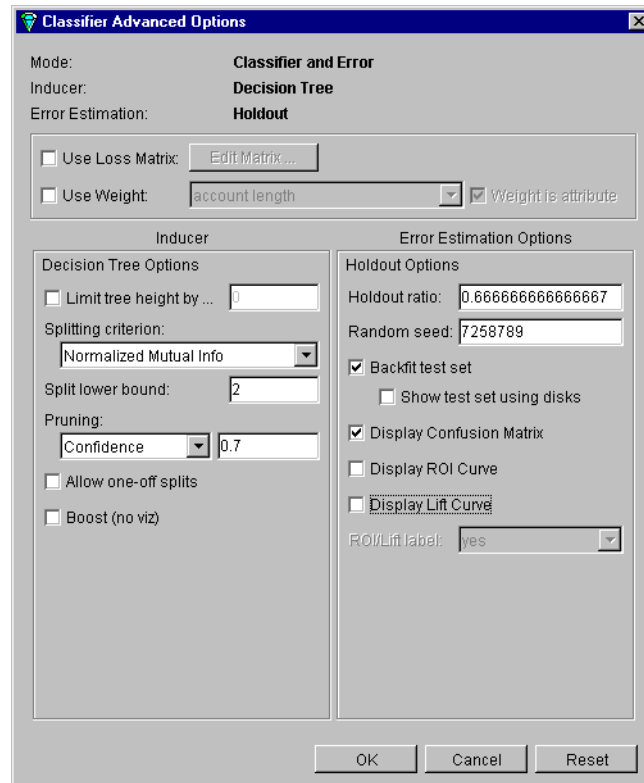 Classifier Advanced Options
Mode: Classifier and Error
Inducer: Decision Tree
Error Estimation: Holdout
Use Loss Matrix: Edit Matrix ...
Use Weight: account length Weight is attribute
Inducer
Decision Tree Options
Limit tree height by ... 0
Splitting criterion:
Normalized Mutual Info
Split lower bound: 2
Pruning:
Confidence 0.7
Allow one-off splits
Boost (no viz)
Error Estimation Options
Holdout Options
Holdout ratio: 0.666666666666667
Random seed: 7258789
Backfit test set
Show test set using disks
Display Confusion Matrix
Display ROI Curve
Display Lift Curve
ROI/Lift label: yes
OK Cancel Reset